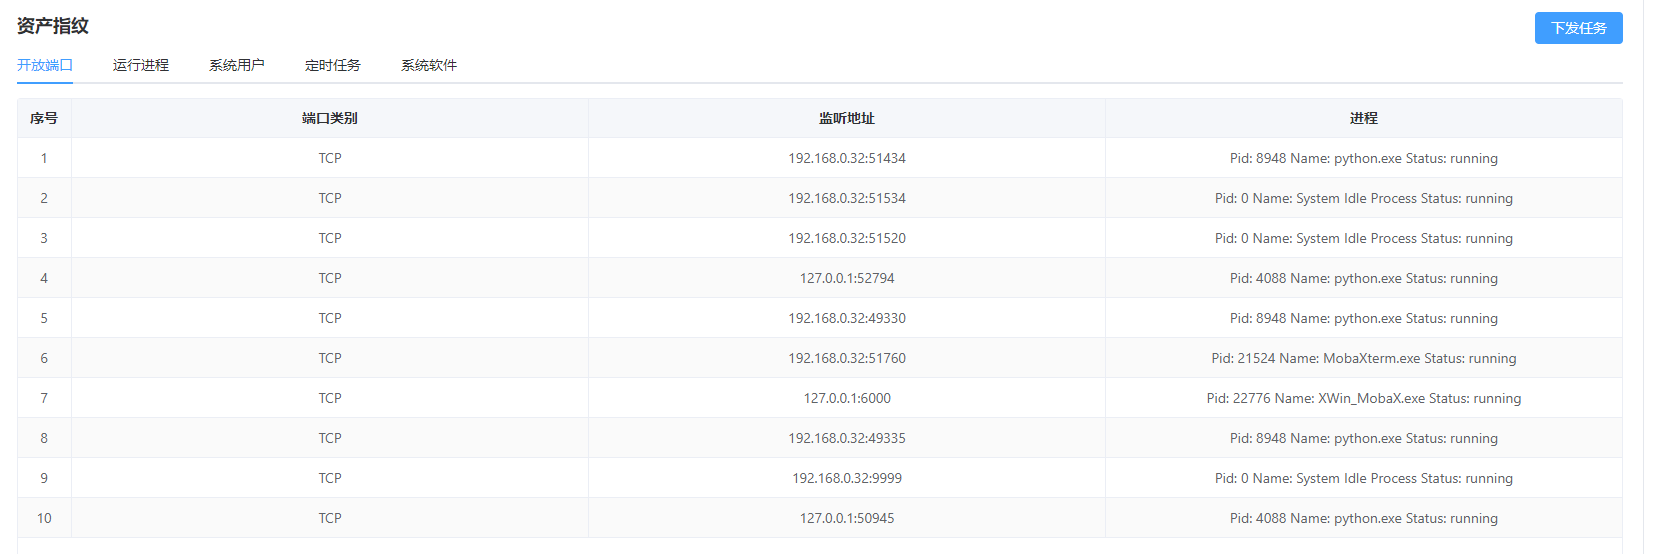 资产指纹
下发任务
开放端口 运行进程 系统用户 定时任务 系统软件
序号 端口类别 监听地址 进程
1 TCP 192.168.0.32:51434 Pid: 8948 Name: python.exe Status: running
2 TCP 192.168.0.32:51534 Pid: 0 Name: System Idle Process Status: running
3 TCP 192.168.0.32:51520 Pid: 0 Name: System Idle Process Status: running
4 TCP 127.0.0.1:52794 Pid: 4088 Name: python.exe Status: running
5 TCP 192.168.0.32:49330 Pid: 8948 Name: python.exe Status: running
6 TCP 192.168.0.32:51760 Pid: 21524 Name: MobaXterm.exe Status: running
7 TCP 127.0.0.1:6000 Pid: 22776 Name: XWin_MobaX.exe Status: running
8 TCP 192.168.0.32:49335 Pid: 8948 Name: python.exe Status: running
9 TCP 192.168.0.32:9999 Pid: 0 Name: System Idle Process Status: running
10 TCP 127.0.0.1:50945 Pid: 4088 Name: python.exe Status: running